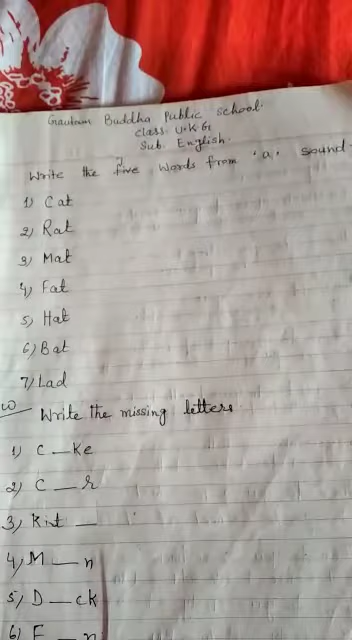 Gautam Buddha Public School.
Class U.K.G
Sub. English.
Write the five words from 'a' sound.
1) Cat
2) Rat
3) Mat
4) Fat
5) Hat
6) Bat
7) Lad
Write the missing letters
1) C _ ke
2) C _ r
3) Kit _
4) M _ n
5) D _ ck
6) F _ n